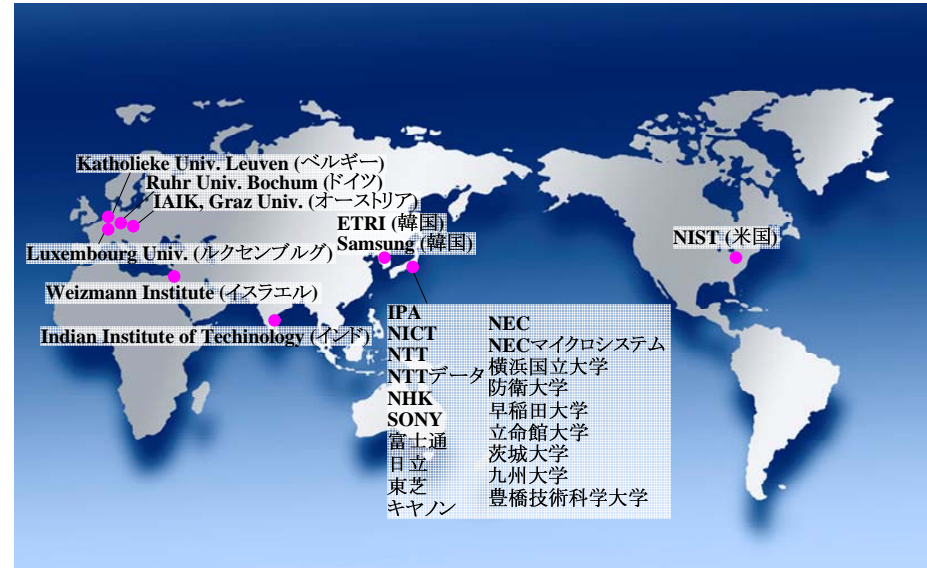 Katholieke Univ. Leuven (ベルギー)
Ruhr Univ. Bochum (ドイツ)
IAIK, Graz Univ. (オーストリア)
ETRI (韓国)
Samsung (韓国)
NIST (米国)
Luxembourg Univ. (ルクセンブルグ)
Weizmann Institute (イスラエル)
Indian Institute of Techinology (インド)
IPA
NICT
NTT
NTTデータ
NHK
SONY
富士通
日立
東芝
キヤノン
NEC
NECマイクロシステム
横浜国立大学
防衛大学
早稲田大学
立命館大学
茨城大学
九州大学
豊橋技術科学大学